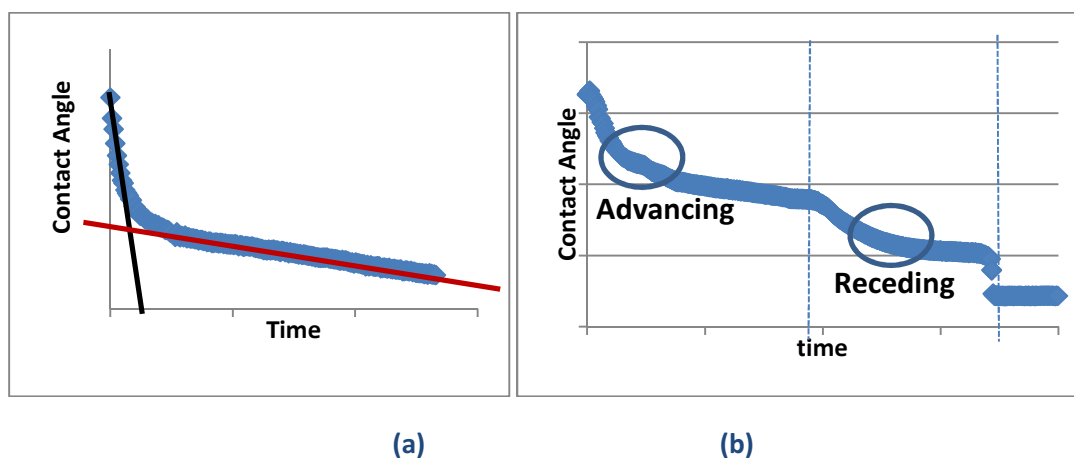 Contact Angle
Time
(a)
Contact Angle
Advancing
Receding
time
(b)